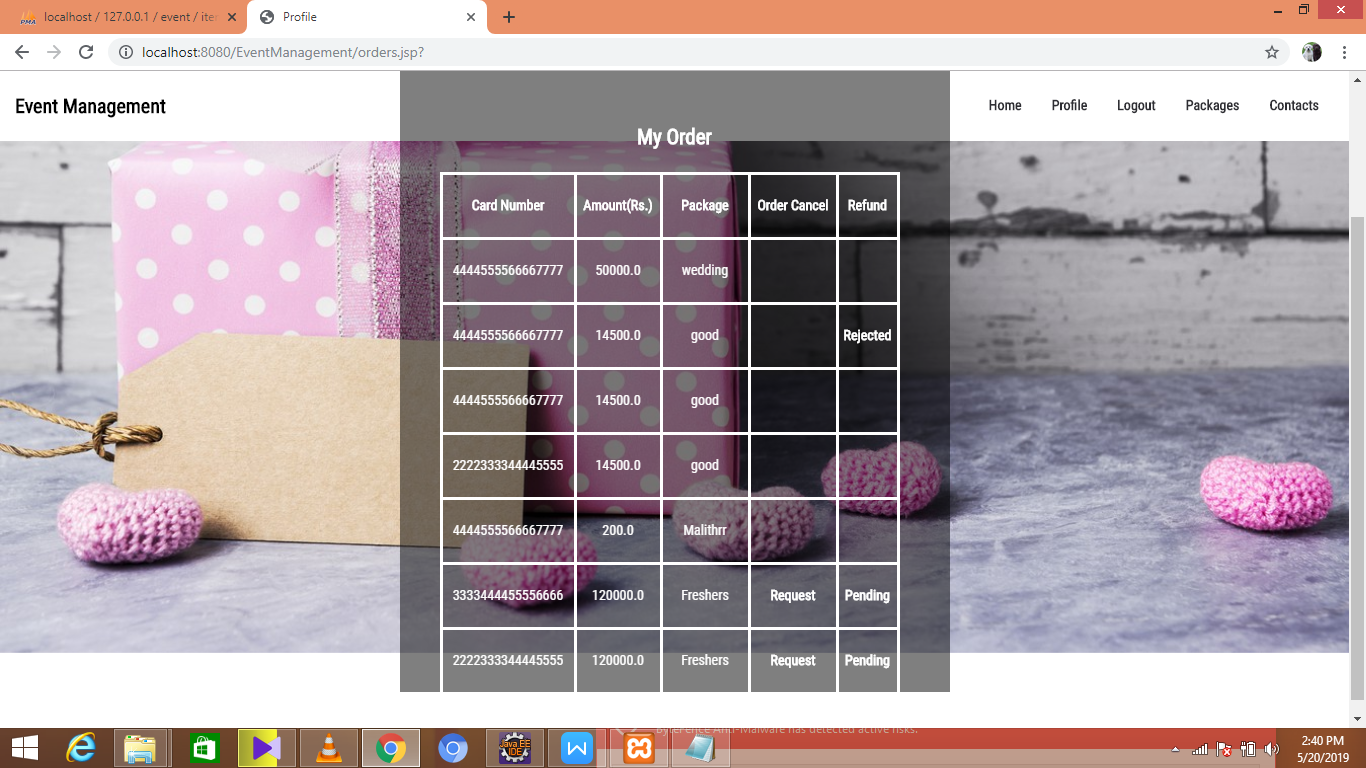 localhost / 127.0.0.1 / event / iter
Profile
localhost:8080/EventManagement/orders.jsp?
Event Management
Home Profile Logout Packages Contacts
My Order
Card Number Amount(Rs.) Package Order Cancel Refund
4444555566667777 50000.0 wedding
4444555566667777 14500.0 good Rejected
4444555566667777 14500.0 good
2222333344445555 14500.0 good
4444555566667777 200.0 Malithrr
3333444455556666 120000.0 Freshers Request Pending
2222333344445555 120000.0 Freshers Request Pending
ByteFence Anti-Malware has detected active risks.
Java EE
IDE
2:40 PM
5/20/2019